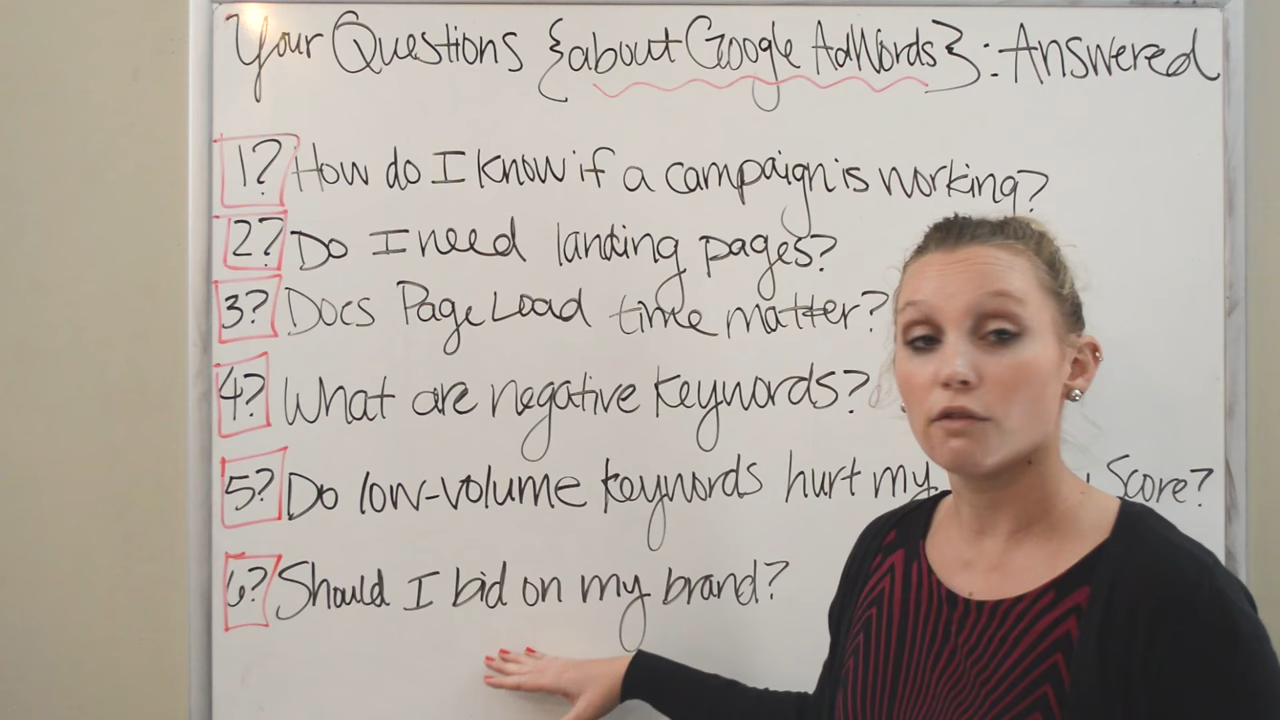 Your Questions {about Google AdWords}: Answered
1? How do I know if a campaign is working?
2? Do I need landing pages?
3? Does Page Load time matter?
4? What are negative keywords?
5? Do low-volume keywords hurt my Score?
6? Should I bid on my brand?